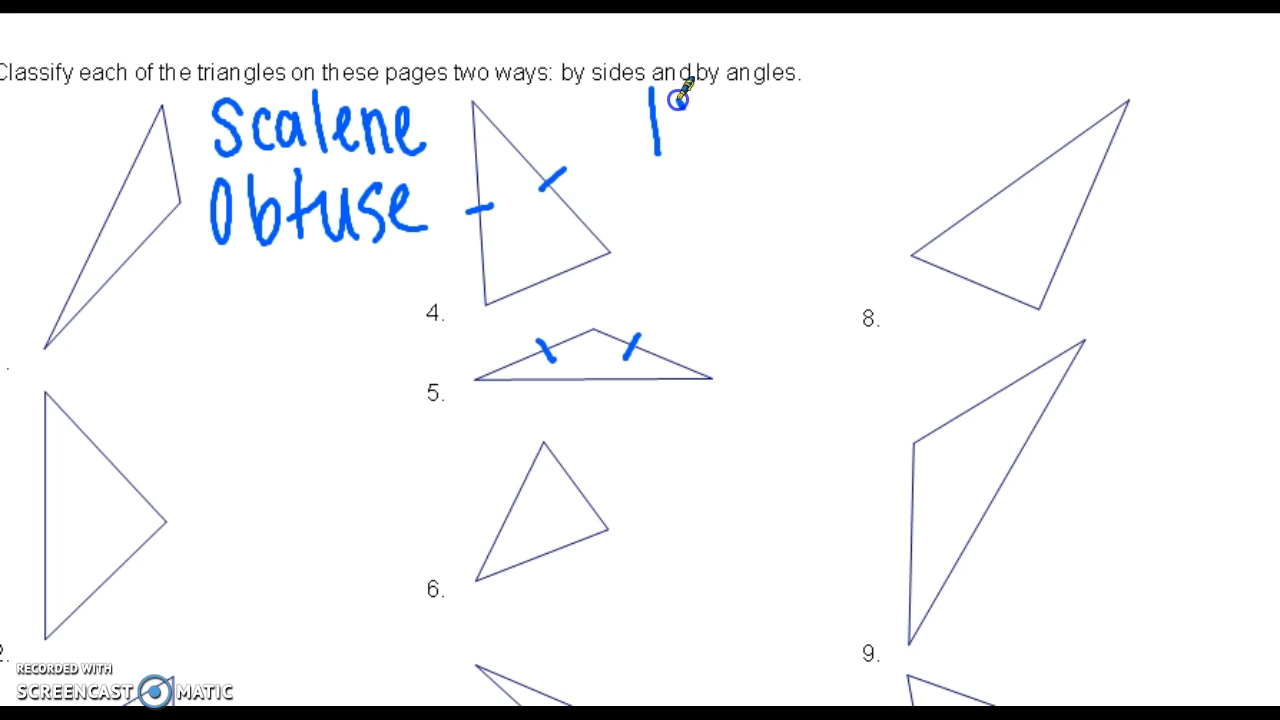 Classify each of the triangles on these pages two ways: by sides and by angles.
Scalene
Obtuse
4.
5.
6.
8.
9.
2.
RECORDED WITH
SCREENCAST MATIC